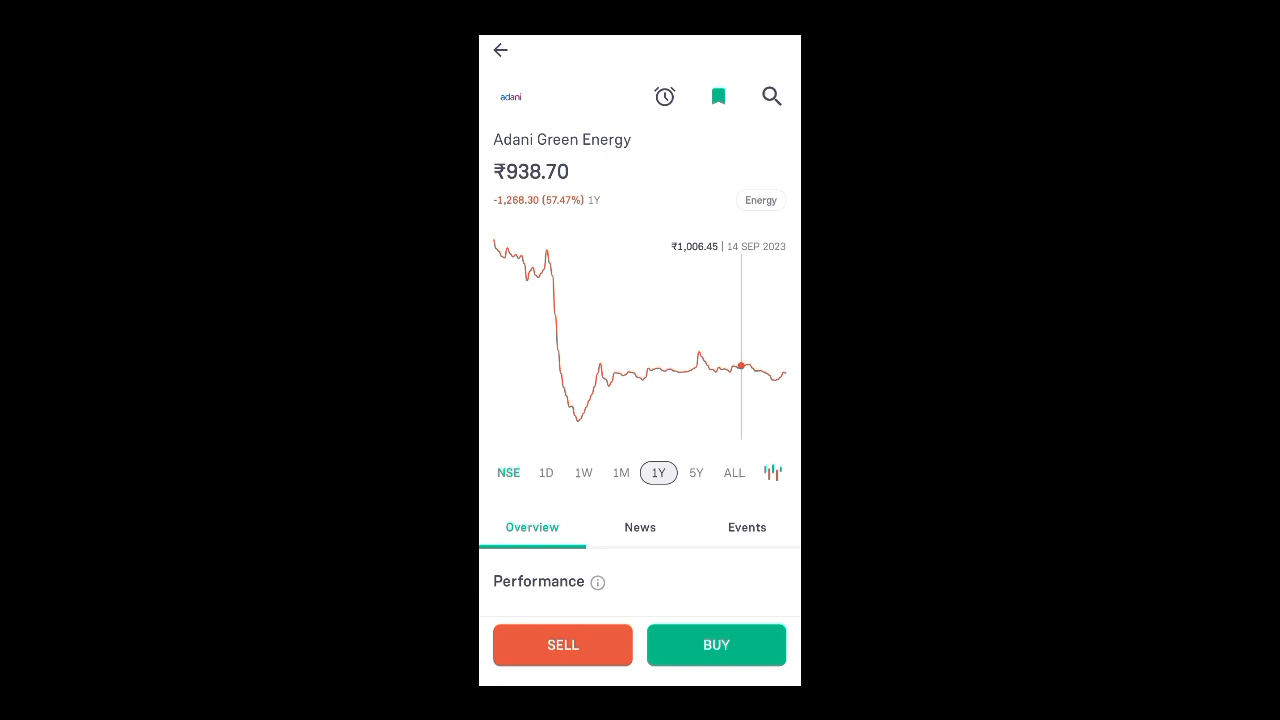 adani
Adani Green Energy
₹938.70
-1,268.30 (57.47%) 1Y
Energy
₹1,006.45 | 14 SEP 2023
NSE 1D 1W 1M 1Y 5Y ALL
Overview News Events
Performance
SELL BUY